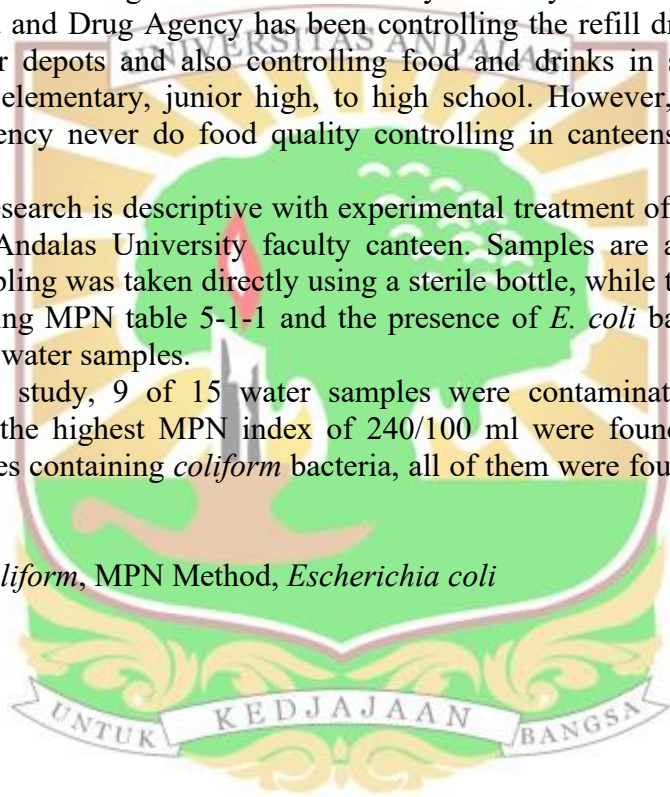 and Drug Agency has been controlling the refill dr
UNIVERSITAS ANDALAS
r depots and also controlling food and drinks in s
elementary, junior high, to high school. However,
ency never do food quality controlling in canteens
esearch is descriptive with experimental treatment of
Andalas University faculty canteen. Samples are a
pling was taken directly using a sterile bottle, while t
ing MPN table 5-1-1 and the presence of E. coli ba
water samples.
study, 9 of 15 water samples were contaminat
the highest MPN index of 240/100 ml were found
es containing coliform bacteria, all of them were fou
liform, MPN Method, Escherichia coli
UNTUK KEDJAJAAN BANGSA